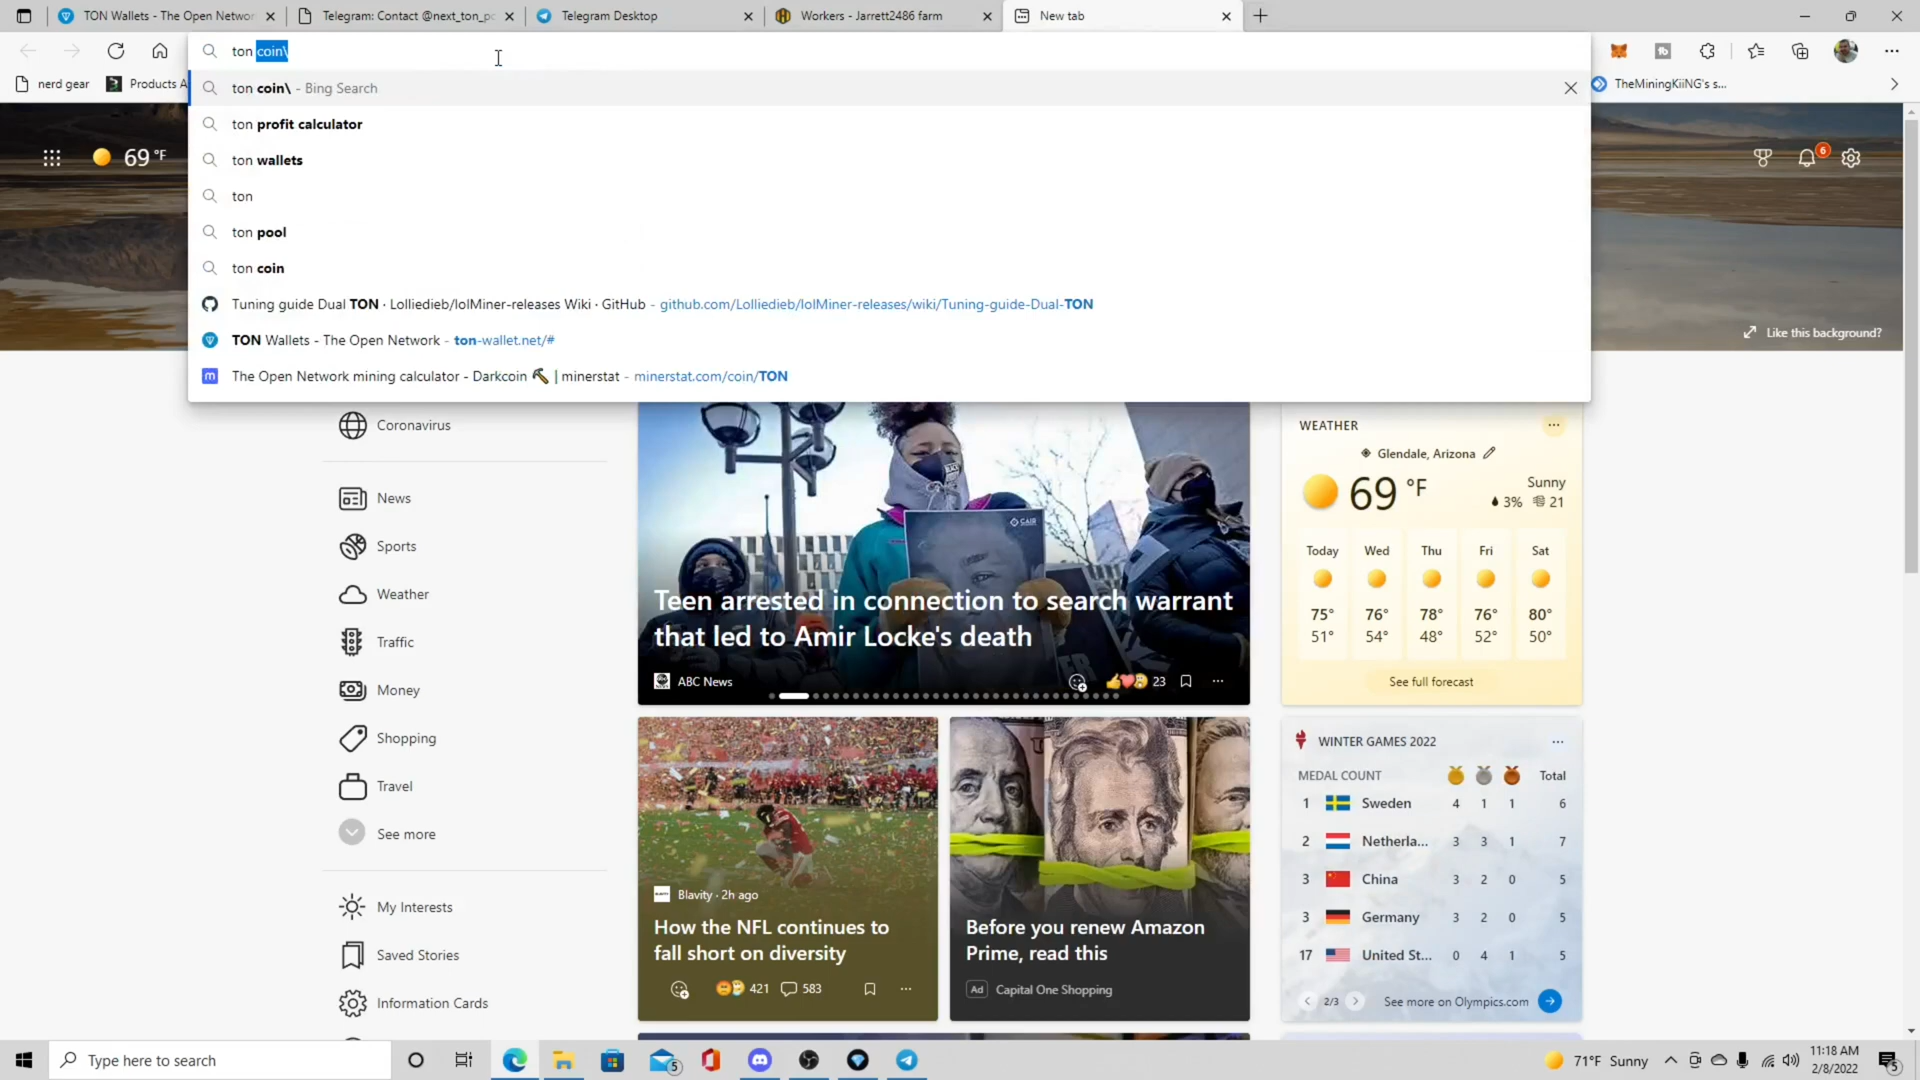 TON Wallets - The Open Networ
Telegram: Contact @next_ton_po
Telegram Desktop
Workers - Jarrett2486 farm
New tab
ton coin\
nerd gear
Products A
TheMiningKiiNG's s...
ton coin\ - Bing Search
ton profit calculator
ton wallets
ton
ton pool
ton coin
Tuning guide Dual TON · Lolliedieb/lolMiner-releases Wiki · GitHub - github.com/Lolliedieb/lolMiner-releases/wiki/Tuning-guide-Dual-TON
TON Wallets - The Open Network - ton-wallet.net/#
The Open Network mining calculator - Darkcoin | minerstat - minerstat.com/coin/TON
69 °F
6
Like this background?
Coronavirus
News
Sports
Weather
Traffic
Money
Shopping
Travel
See more
My Interests
Saved Stories
Information Cards
CAIR
Teen arrested in connection to search warrant
that led to Amir Locke's death
ABC News
23
Blavity · 2h ago
How the NFL continues to
fall short on diversity
421
583
Before you renew Amazon
Prime, read this
Ad
Capital One Shopping
WEATHER
Glendale, Arizona
69 °F
Sunny
3%
21
Today
Wed
Thu
Fri
Sat
75°
76°
78°
76°
80°
51°
54°
48°
52°
50°
See full forecast
WINTER GAMES 2022
MEDAL COUNT
Total
1 Sweden 4 1 1 6
2 Netherla... 3 3 1 7
3 China 3 2 0 5
3 Germany 3 2 0 5
17 United St... 0 4 1 5
2/3
See more on Olympics.com
Type here to search
5
71°F Sunny
11:18 AM
2/8/2022
5